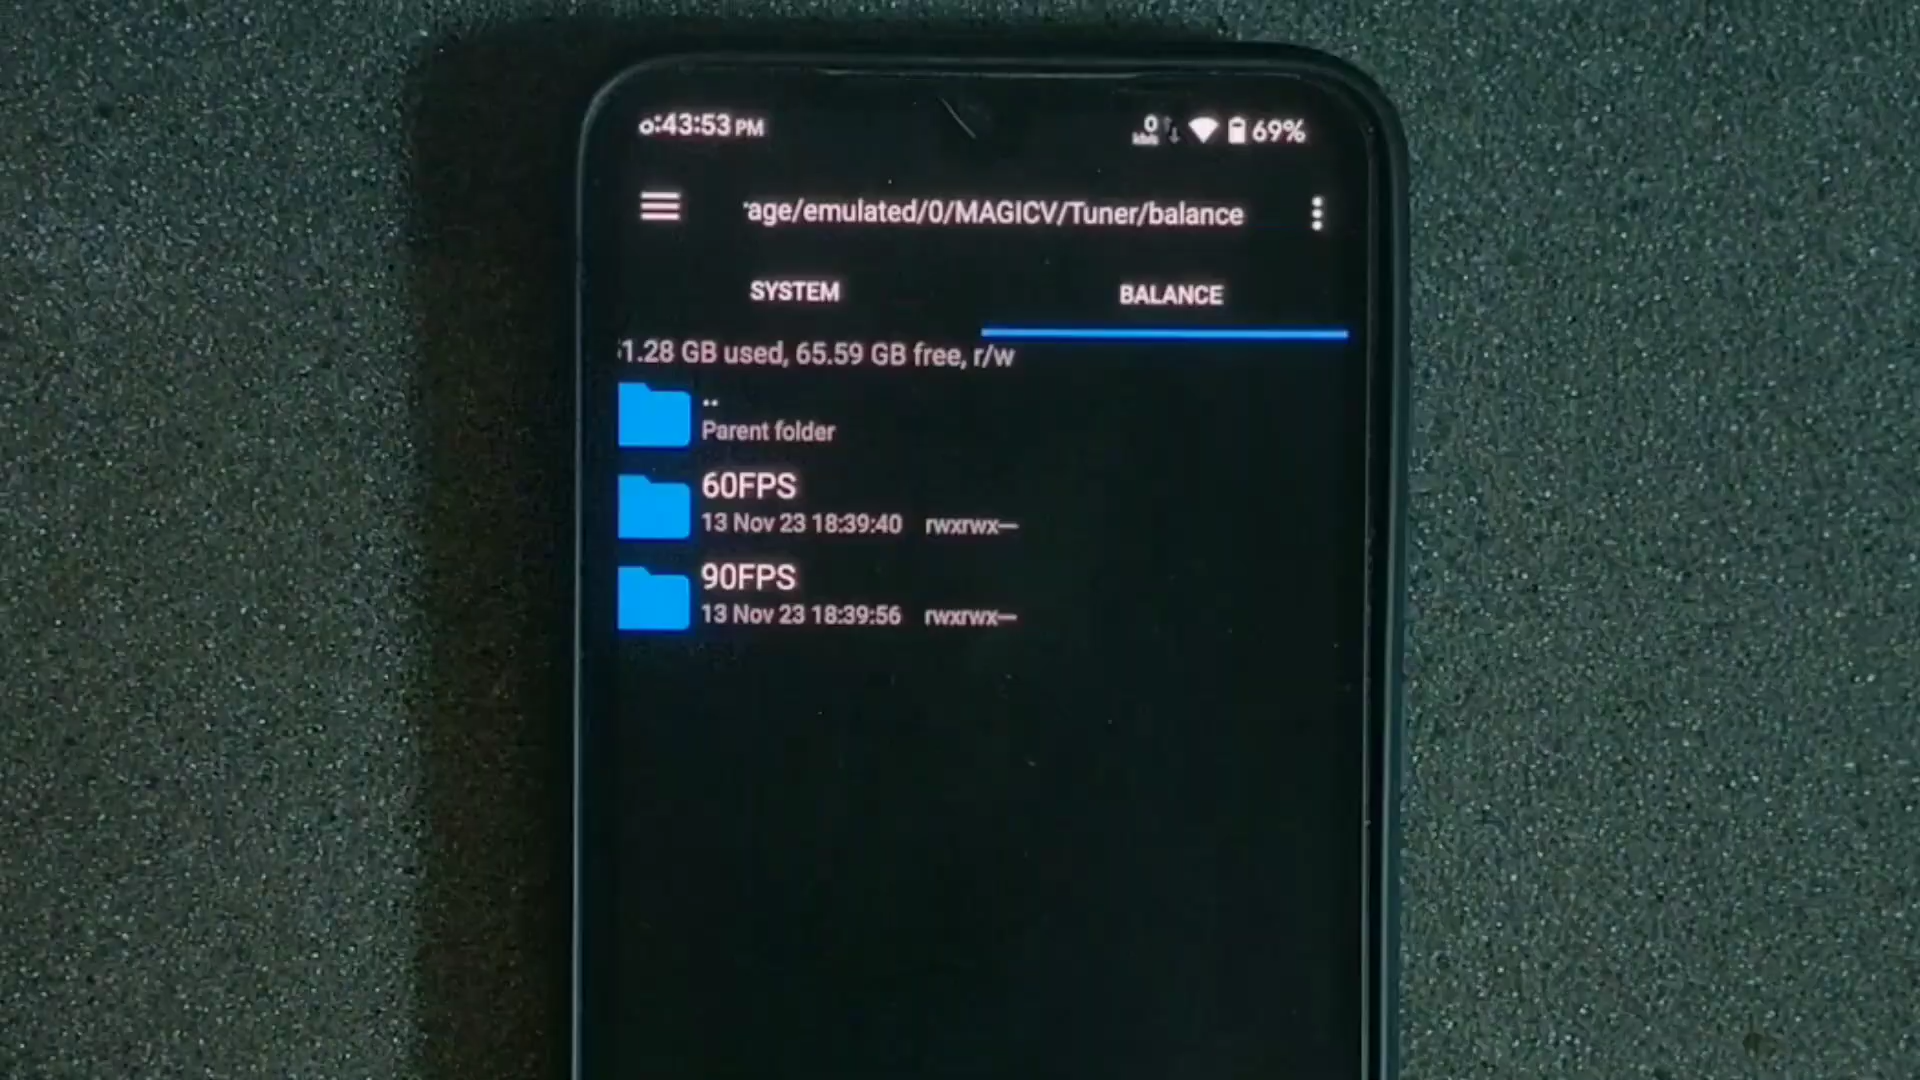 :43:53 PM
0
69%
age/emulated/0/MAGICV/Tuner/balance
SYSTEM
BALANCE
1.28 GB used, 65.59 GB free, r/w
..
Parent folder
60FPS
13 Nov 23 18:39:40 rwxrwx---
90FPS
13 Nov 23 18:39:56 rwxrwx---